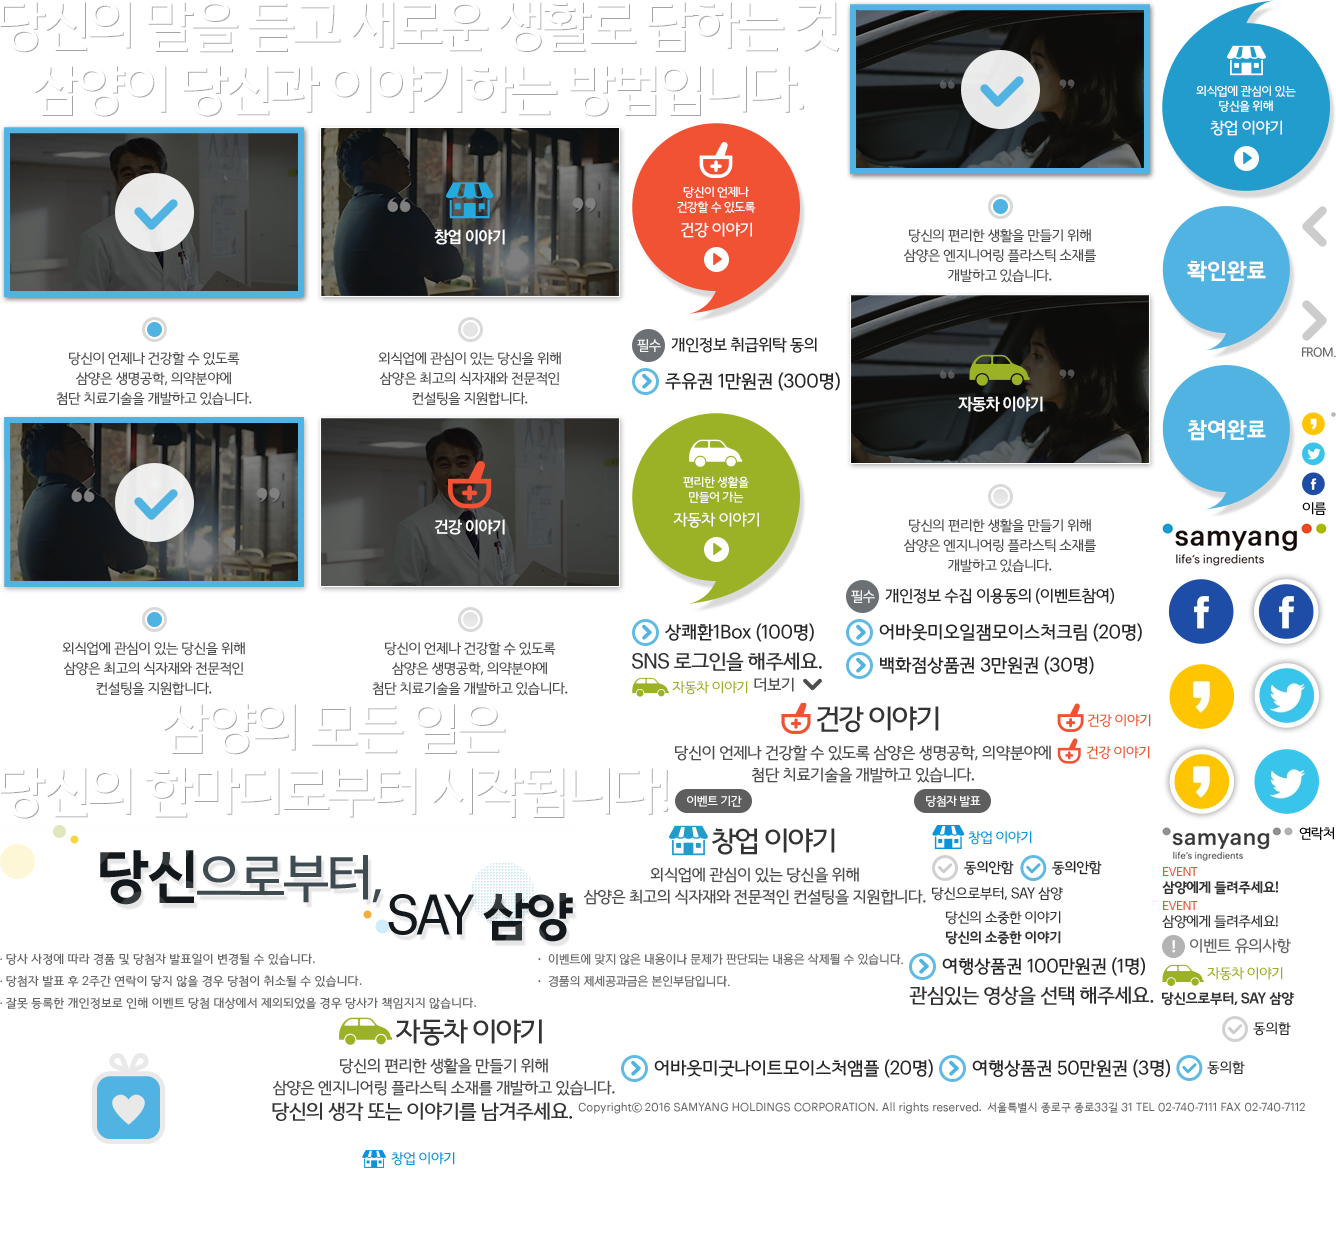 당신의 말을 듣고 새로운 생활로 답하는 것
삼양이 당신과 이야기하는 방법입니다.
외식업에 관심이 있는
당신을 위해
창업 이야기
당신이 언제나
건강할 수 있도록
건강 이야기
창업 이야기
당신의 편리한 생활을 만들기 위해
삼양은 엔지니어링 플라스틱 소재를
개발하고 있습니다.
확인완료
FROM.
당신이 언제나 건강할 수 있도록
삼양은 생명공학, 의약분야에
첨단 치료기술을 개발하고 있습니다.
외식업에 관심이 있는 당신을 위해
삼양은 최고의 식자재와 전문적인
컨설팅을 지원합니다.
필수 개인정보 취급위탁 동의
주유권 1만원권 (300명)
자동차 이야기
참여완료
건강 이야기
편리한 생활을
만들어 가는
자동차 이야기
이름
당신의 편리한 생활을 만들기 위해
삼양은 엔지니어링 플라스틱 소재를
개발하고 있습니다.
samyang
life's ingredients
외식업에 관심이 있는 당신을 위해
삼양은 최고의 식자재와 전문적인
컨설팅을 지원합니다.
당신이 언제나 건강할 수 있도록
삼양은 생명공학, 의약분야에
첨단 치료기술을 개발하고 있습니다.
상쾌환1Box (100명)
SNS 로그인을 해주세요.
자동차 이야기
더보기
필수 개인정보 수집 이용동의 (이벤트참여)
어바웃미오일잼모이스처크림 (20명)
백화점상품권 3만원권 (30명)
삼양의 모든 일은
당신의 한마디로부터 시작됩니다!
건강 이야기
당신이 언제나 건강할 수 있도록 삼양은 생명공학, 의약분야에
첨단 치료기술을 개발하고 있습니다.
건강 이야기
건강 이야기
이벤트 기간
당첨자 발표
창업 이야기
외식업에 관심이 있는 당신을 위해
삼양은 최고의 식자재와 전문적인 컨설팅을 지원합니다.
창업 이야기
동의안함
동의안함
당신으로부터, SAY 삼양
당신의 소중한 이야기
당신의 소중한 이야기
samyang
life's ingredients
연락처
EVENT
삼양에게 들려주세요!
EVENT
삼양에게 들려주세요!
! 이벤트 유의사항
자동차 이야기
당신으로부터, SAY 삼양
동의함
당신으로부터,
SAY 삼양
· 당사 사정에 따라 경품 및 당첨자 발표일이 변경될 수 있습니다.
· 당첨자 발표 후 2주간 연락이 닿지 않을 경우 당첨이 취소될 수 있습니다.
· 잘못 등록한 개인정보로 인해 이벤트 당첨 대상에서 제외되었을 경우 당사가 책임지지 않습니다.
· 이벤트에 맞지 않은 내용이나 문제가 판단되는 내용은 삭제될 수 있습니다.
· 경품의 제세공과금은 본인부담입니다.
여행상품권 100만원권 (1명)
관심있는 영상을 선택 해주세요.
자동차 이야기
당신의 편리한 생활을 만들기 위해
삼양은 엔지니어링 플라스틱 소재를 개발하고 있습니다.
당신의 생각 또는 이야기를 남겨주세요.
어바웃미굿나이트모이스처앰플 (20명)
여행상품권 50만원권 (3명)
동의함
Copyright© 2016 SAMYANG HOLDINGS CORPORATION. All rights reserved. 서울특별시 종로구 종로33길 31 TEL 02-740-7111 FAX 02-740-7112
창업 이야기